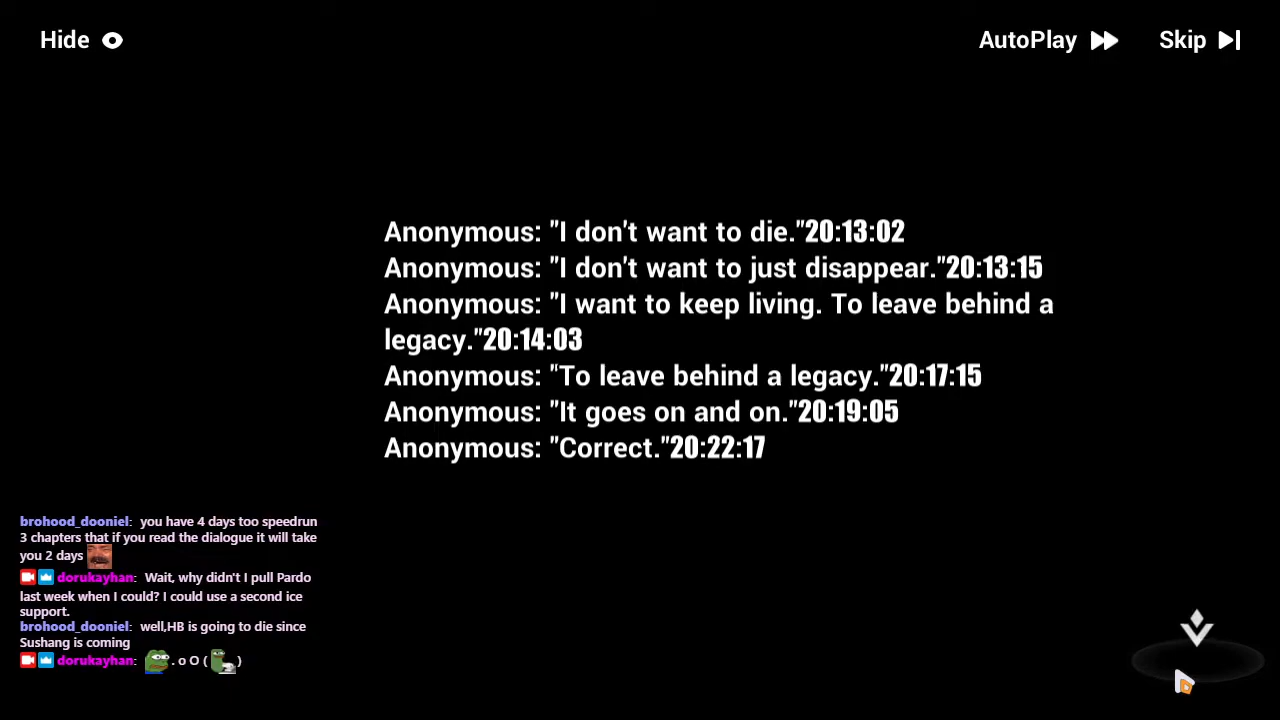 Hide
AutoPlay
Skip
Anonymous: "I don't want to die."20:13:02
Anonymous: "I don't want to just disappear."20:13:15
Anonymous: "I want to keep living. To leave behind a
legacy."20:14:03
Anonymous: "To leave behind a legacy."20:17:15
Anonymous: "It goes on and on."20:19:05
Anonymous: "Correct."20:22:17
brohood_dooniel: you have 4 days too speedrun
3 chapters that if you read the dialogue it will take
you 2 days
dorukayhan: Wait, why didn't I pull Pardo
last week when I could? I could use a second ice
support.
brohood_dooniel: well,HB is going to die since
Sushang is coming
dorukayhan: . o O ( )